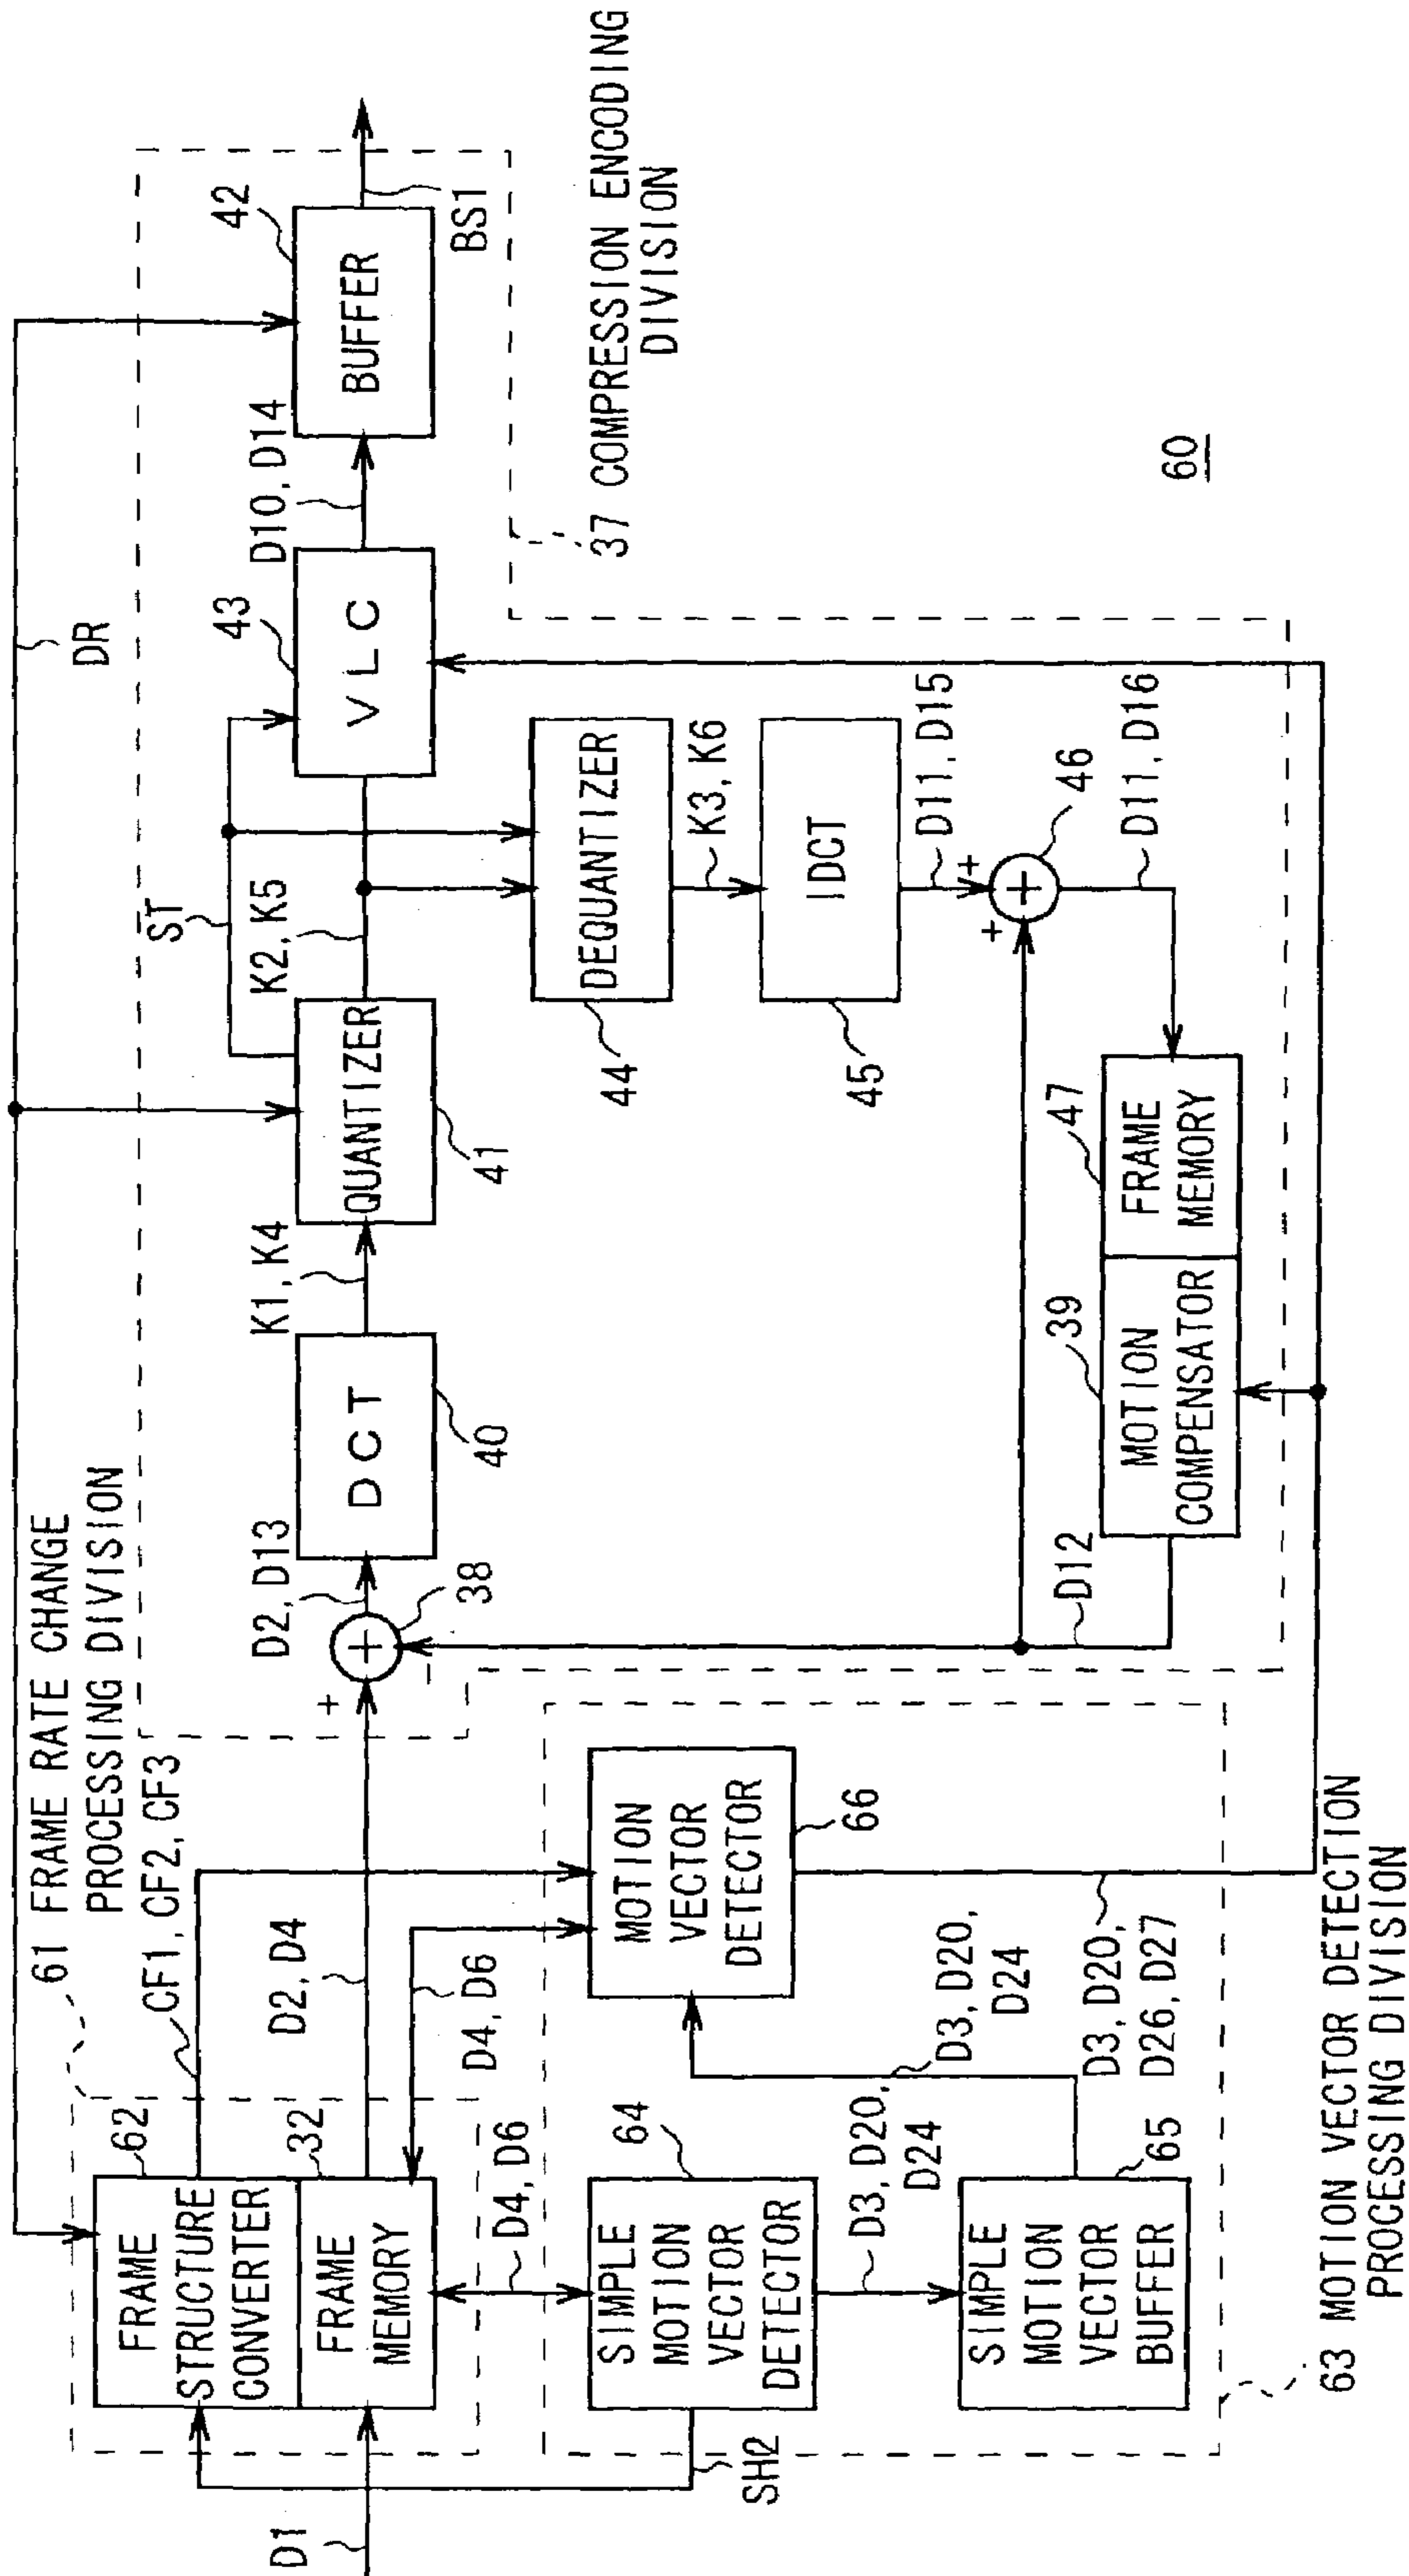 61 FRAME RATE CHANGE
PROCESSING DIVISION
CF1, CF2, CF3
DR
62
FRAME
STRUCTURE
CONVERTER
32
FRAME
MEMORY
D1
D2, D4
D4, D6
D4, D6
SH2
64
SIMPLE
MOTION
VECTOR
DETECTOR
D3, D20,
D24
65
SIMPLE
MOTION
VECTOR
BUFFER
D3, D20,
D24
MOTION
VECTOR
DETECTOR
66
D3, D20,
D26, D27
63 MOTION VECTOR DETECTION
PROCESSING DIVISION
+
-
+
38
D2, D13
DCT
40
K1, K4
QUANTIZER
41
ST
K2, K5
VLC
43
D10, D14
BUFFER
42
BS1
37 COMPRESSION ENCODING
DIVISION
DEQUANTIZER
44
K3, K6
IDCT
45
D11, D15
+
+
+
46
D11, D16
47
FRAME
MEMORY
39
MOTION
COMPENSATOR
D12
60